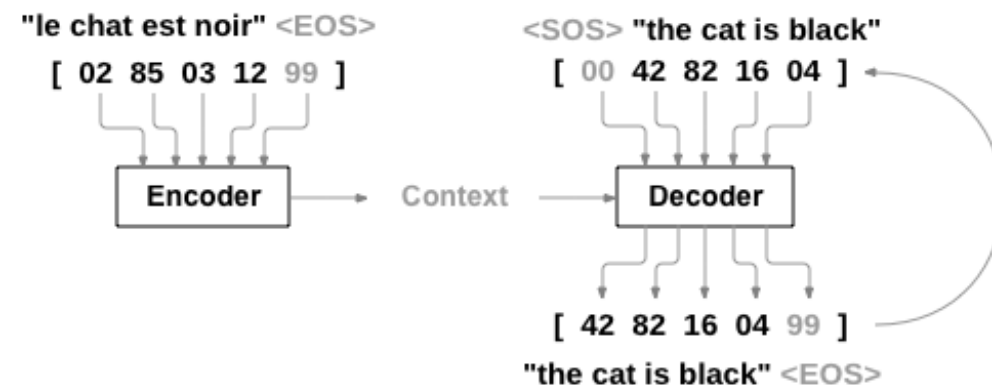 "le chat est noir" <EOS>
[ 02 85 03 12 99 ]
Encoder
Context
<SOS> "the cat is black"
[ 00 42 82 16 04 ]
Decoder
[ 42 82 16 04 99 ]
"the cat is black" <EOS>